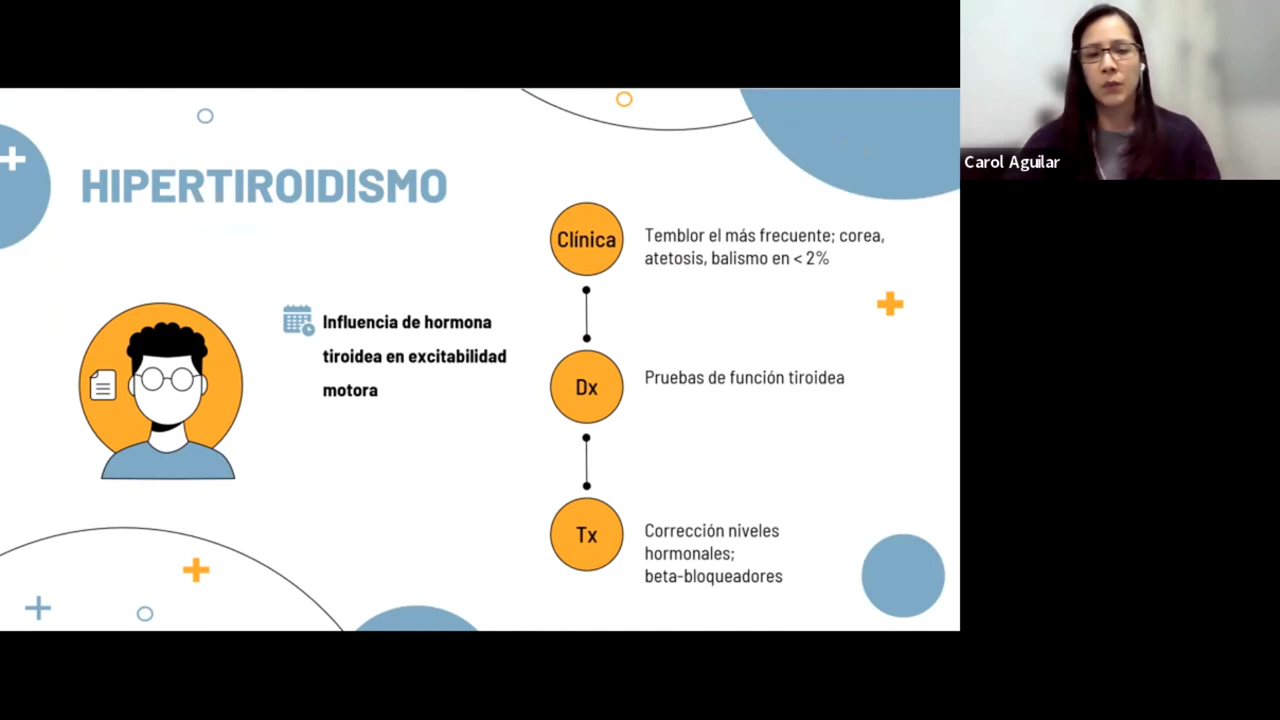 HIPERTIROIDISMO
Influencia de hormona
tiroidea en excitabilidad
motora
Clínica
Temblor el más frecuente; corea,
atetosis, balismo en < 2%
Dx
Pruebas de función tiroidea
Tx
Corrección niveles
hormonales;
beta-bloqueadores
Carol Aguilar